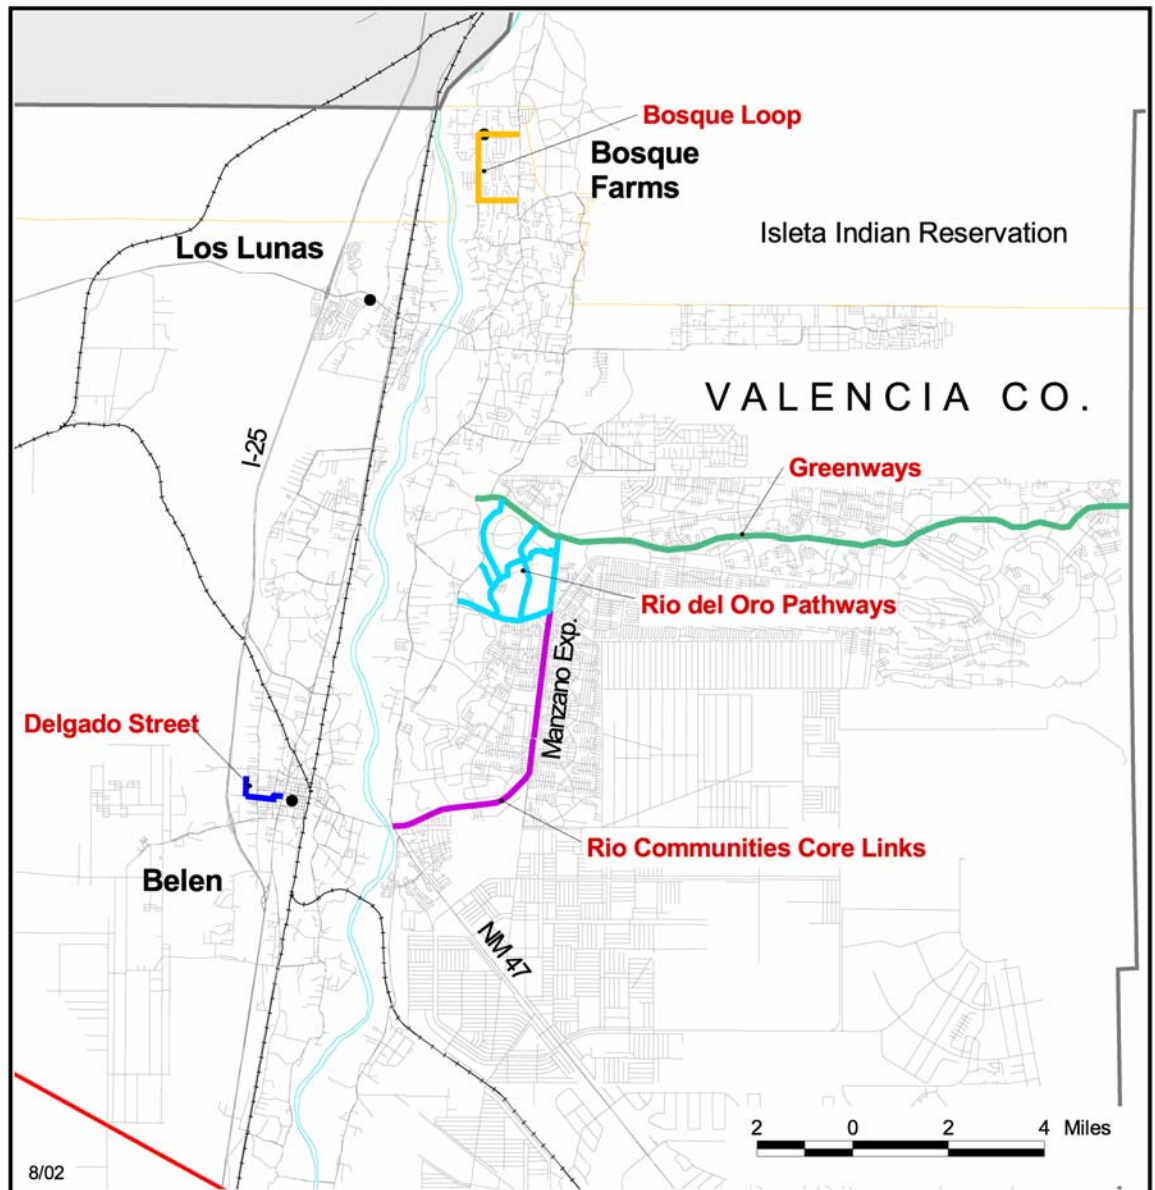 Bosque Loop
Bosque
Farms
Isleta Indian Reservation
Los Lunas
VALENCIA CO.
I-25
Greenways
Rio del Oro Pathways
Manzano Exp.
Delgado Street
Rio Communities Core Links
Belen
NM 47
2 0 2 4 Miles
8/02